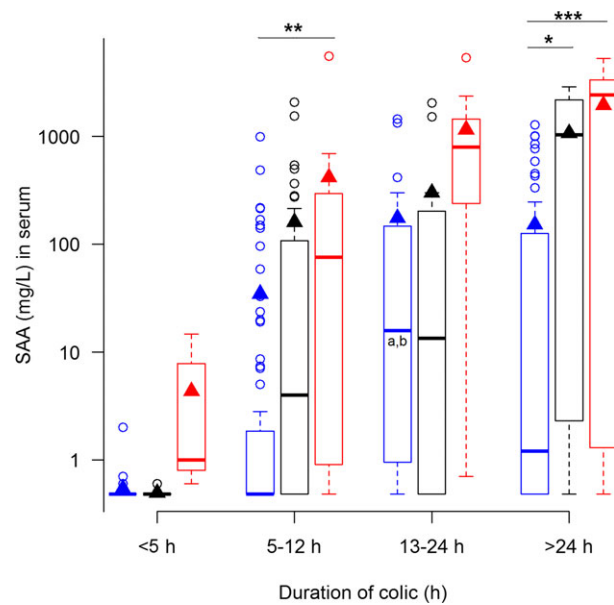 ***
**
*
1000
100
10
1
SAA (mg/L) in serum
a,b
<5 h
5-12 h
13-24 h
>24 h
Duration of colic (h)